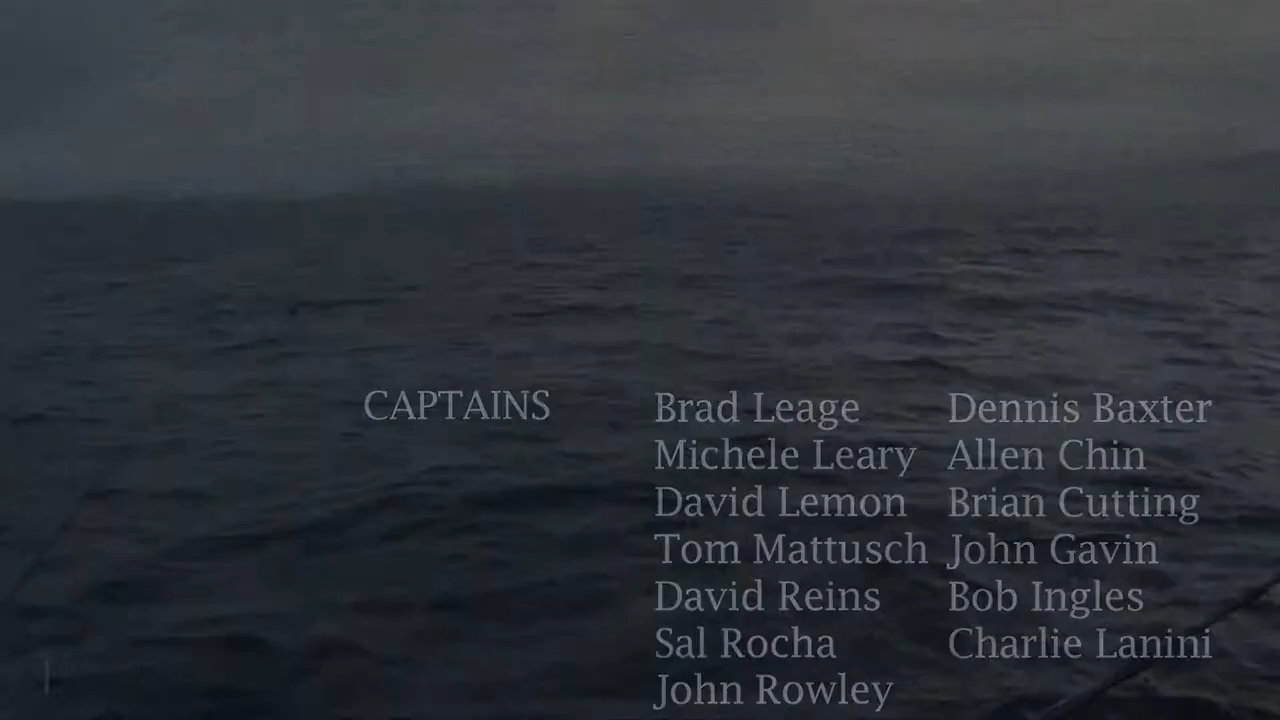 CAPTAINS
Brad Leage Dennis Baxter
Michele Leary Allen Chin
David Lemon Brian Cutting
Tom Mattusch John Gavin
David Reins Bob Ingles
Sal Rocha Charlie Lanini
John Rowley